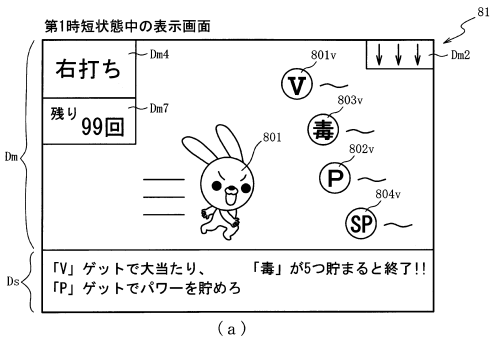 第1時短状態中の表示画面
81
右打ち
Dm4
801v
↓ ↓ ↓
Dm2
V
残り
99回
Dm7
803v
毒
802v
Dm
801
P
804v
SP
Ds
「V」ゲットで大当たり、 「毒」が5つ貯まると終了!!
「P」ゲットでパワーを貯めろ
(a)